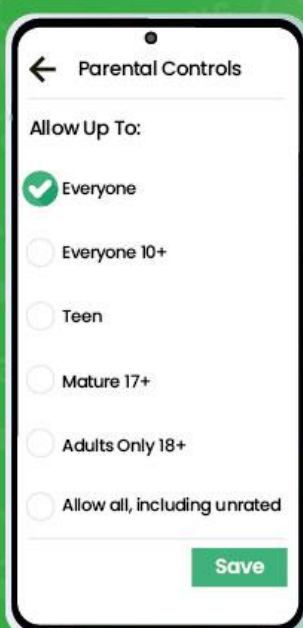 Parental Controls
Allow Up To:
Everyone
Everyone 10+
Teen
Mature 17+
Adults Only 18+
Allow all, including unrated
Save